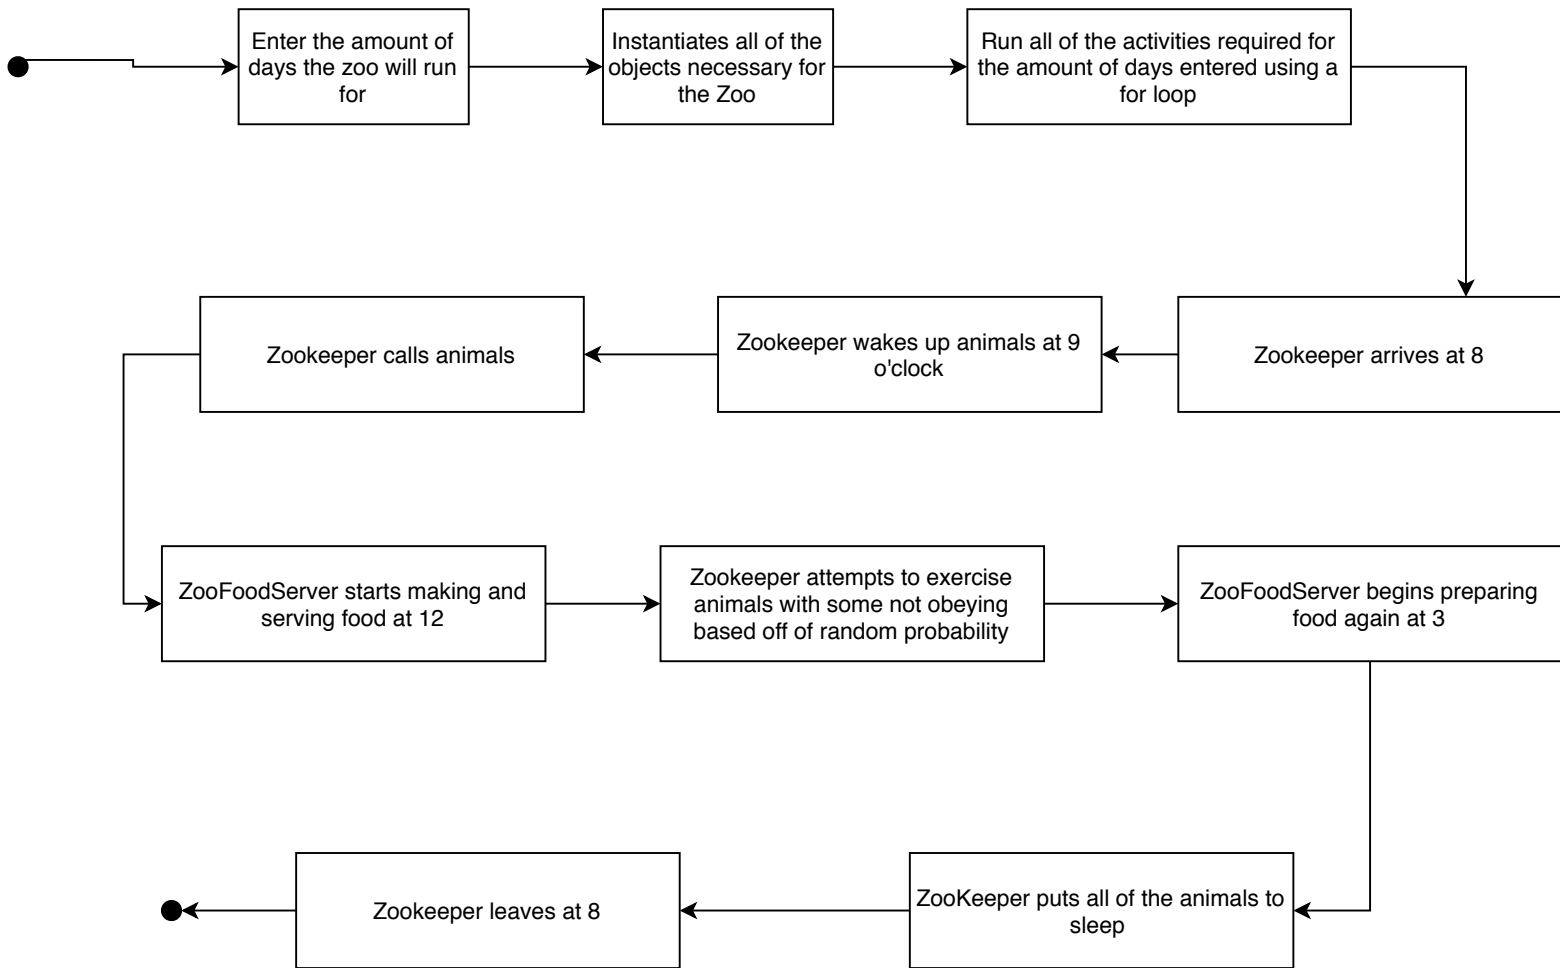 Enter the amount of
days the zoo will run
for
Instantiates all of the
objects necessary for
the Zoo
Run all of the activities required for
the amount of days entered using a
for loop
Zookeeper arrives at 8
Zookeeper wakes up animals at 9
o'clock
Zookeeper calls animals
ZooFoodServer starts making and
serving food at 12
Zookeeper attempts to exercise
animals with some not obeying
based off of random probability
ZooFoodServer begins preparing
food again at 3
ZooKeeper puts all of the animals to
sleep
Zookeeper leaves at 8